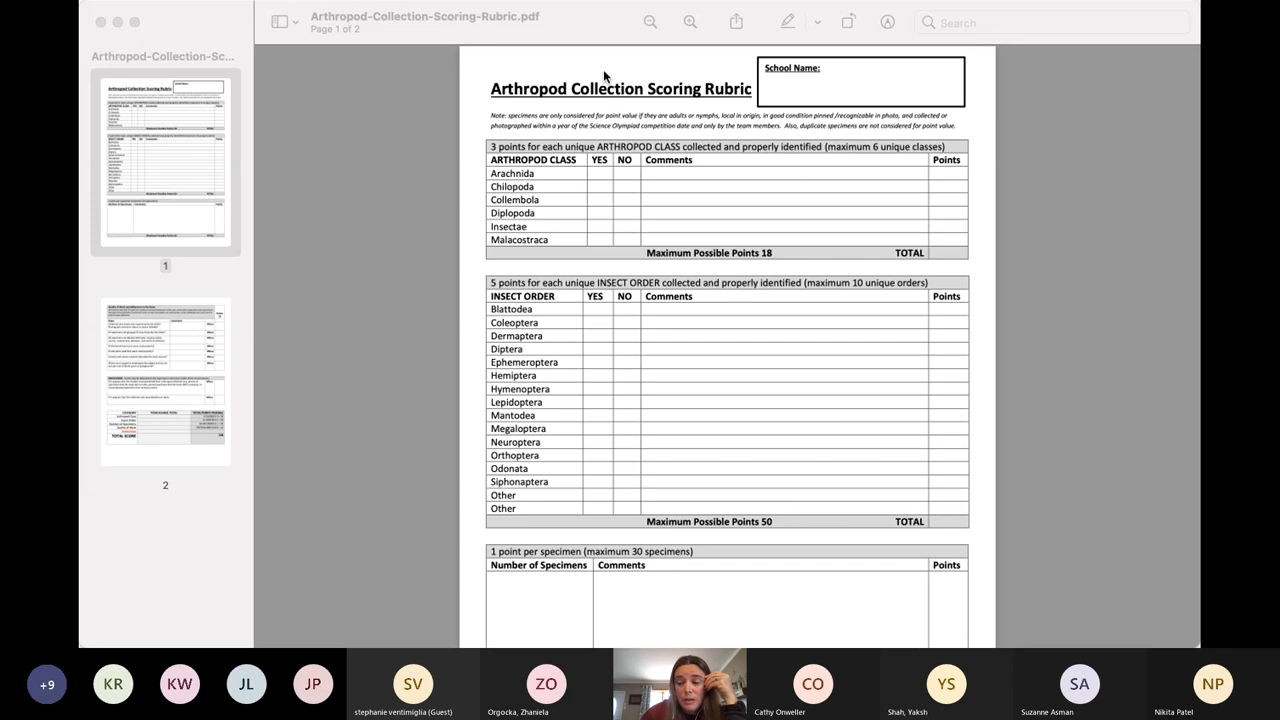 Arthropod-Collection-Scoring-Rubric.pdf
Page 1 of 2
Search
Arthropod-Collection-Sc...
1
2
School Name:
Arthropod Collection Scoring Rubric
Note: specimens are only considered for point value if they are adults or nymphs, local in origin, in good condition pinned /recognizable in photo, and collected or
photographed within a year of the Science Olympiad competition date and only by the team members. Also, duplicate specimens are not considered for point value.
3 points for each unique ARTHROPOD CLASS collected and properly identified (maximum 6 unique classes)
ARTHROPOD CLASS YES NO Comments Points
Arachnida
Chilopoda
Collembola
Diplopoda
Insectae
Malacostraca
Maximum Possible Points 18 TOTAL
5 points for each unique INSECT ORDER collected and properly identified (maximum 10 unique orders)
INSECT ORDER YES NO Comments Points
Blattodea
Coleoptera
Dermaptera
Diptera
Ephemeroptera
Hemiptera
Hymenoptera
Lepidoptera
Mantodea
Megaloptera
Neuroptera
Orthoptera
Odonata
Siphonaptera
Other
Other
Maximum Possible Points 50 TOTAL
1 point per specimen (maximum 30 specimens)
Number of Specimens Comments Points
+9 KR KW JL JP SV ZO CO YS SA NP
stephanie ventimiglia (Guest) Orgocka, Zhaniela Cathy Onweller Shah, Yaksh Suzanne Asman Nikita Patel